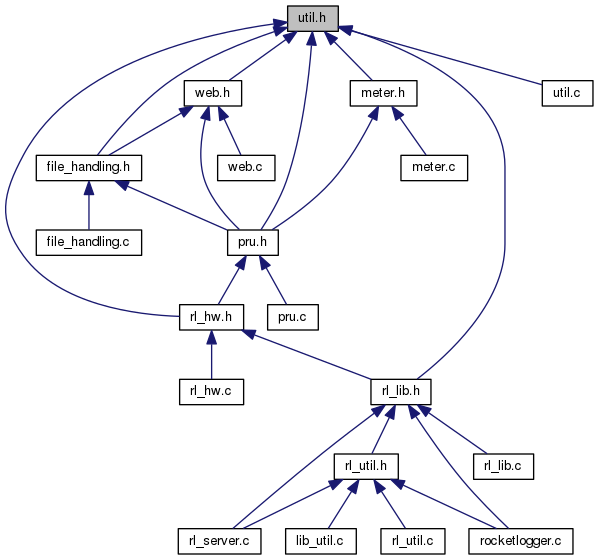 util.h
web.h
meter.h
util.c
file_handling.h
web.c
meter.c
file_handling.c
pru.h
rl_hw.h
pru.c
rl_hw.c
rl_lib.h
rl_util.h
rl_lib.c
rl_server.c
lib_util.c
rl_util.c
rocketlogger.c